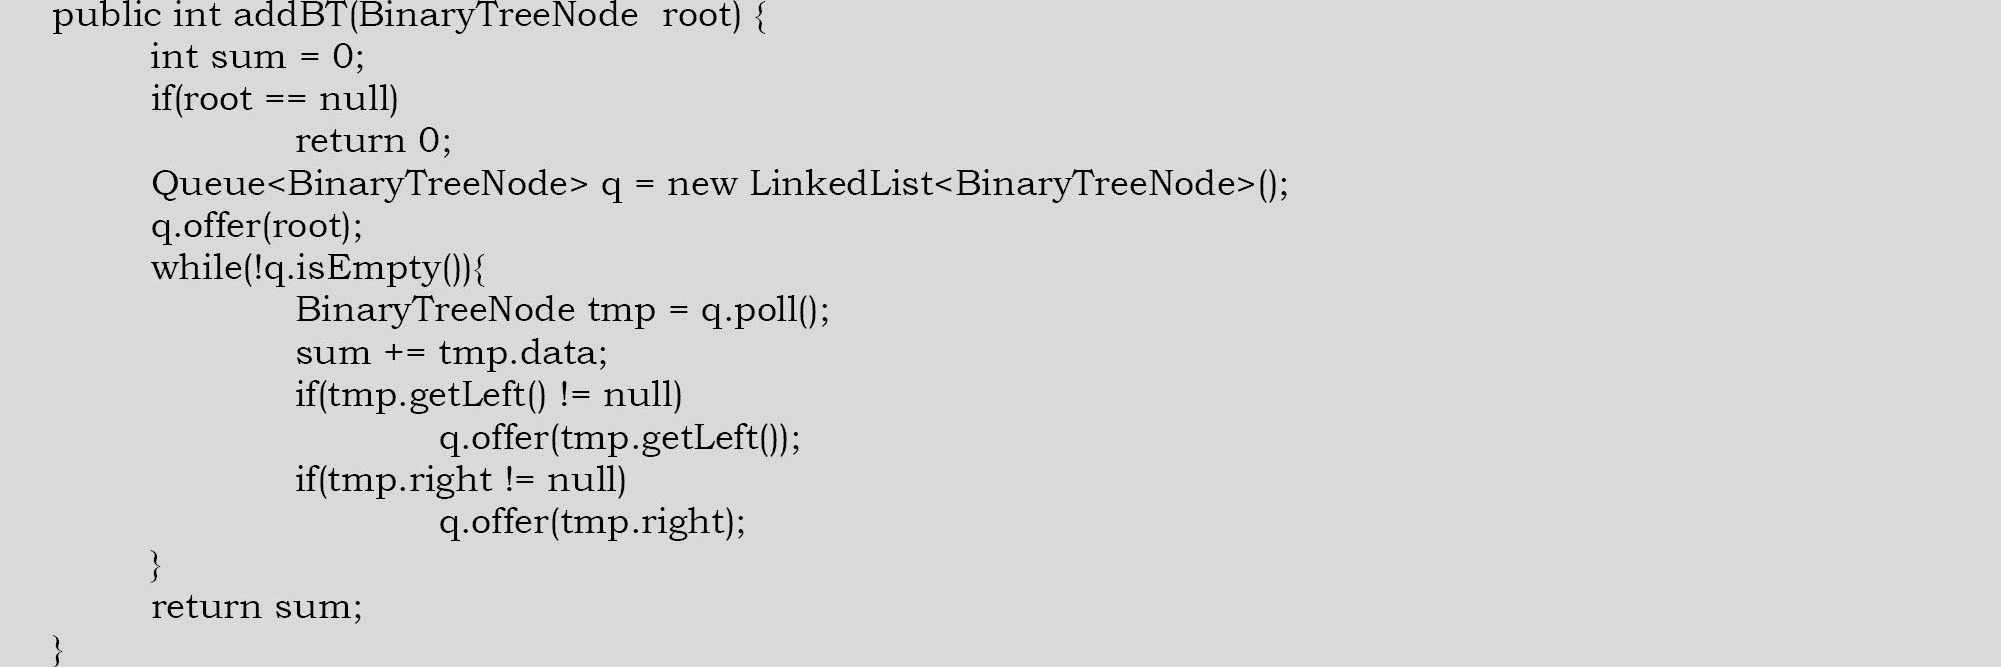 public int addBT(BinaryTreeNode  root) {
int sum = 0;
if(root == null)
return 0;
Queue<BinaryTreeNode> q = new LinkedList<BinaryTreeNode>();
q.offer(root);
while(!q.isEmpty()){
BinaryTreeNode tmp = q.poll();
sum += tmp.data;
if(tmp.getLeft() != null)
q.offer(tmp.getLeft());
if(tmp.right != null)
q.offer(tmp.right);
}
return sum;
}